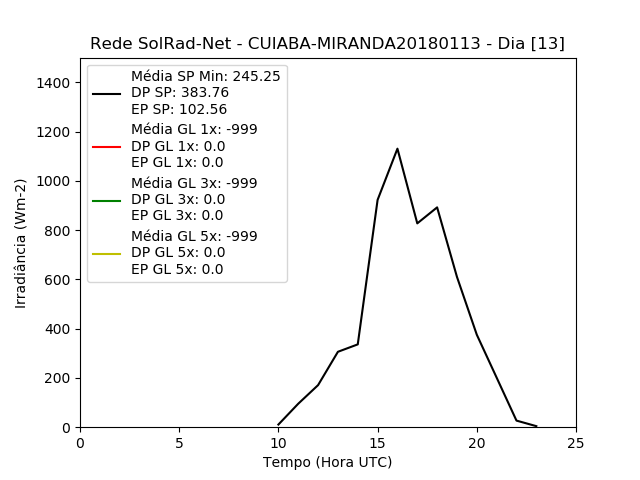 Rede SolRad-Net - CUIABA-MIRANDA20180113 - Dia [13]
Média SP Min: 245.25
DP SP: 383.76
EP SP: 102.56
Média GL 1x: -999
DP GL 1x: 0.0
EP GL 1x: 0.0
Média GL 3x: -999
DP GL 3x: 0.0
EP GL 3x: 0.0
Média GL 5x: -999
DP GL 5x: 0.0
EP GL 5x: 0.0
Irradiância (Wm-2)
1400
1200
1000
800
600
400
200
0
0 5 10 15 20 25
Tempo (Hora UTC)